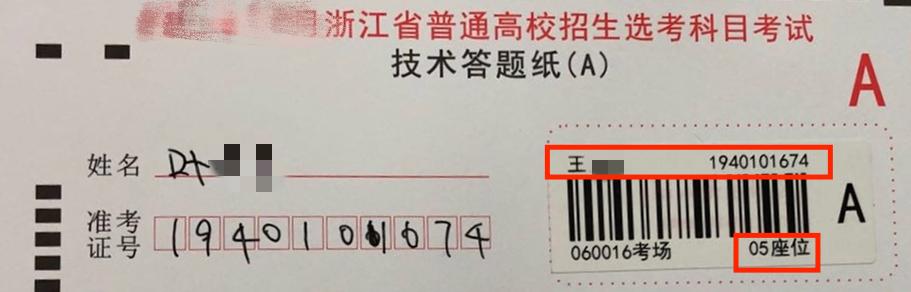 浙江省普通高校招生选考科目考试
技术答题纸(A)
A
姓名
王 1940101674
A
准考证号 1940101674
060016考场 05座位